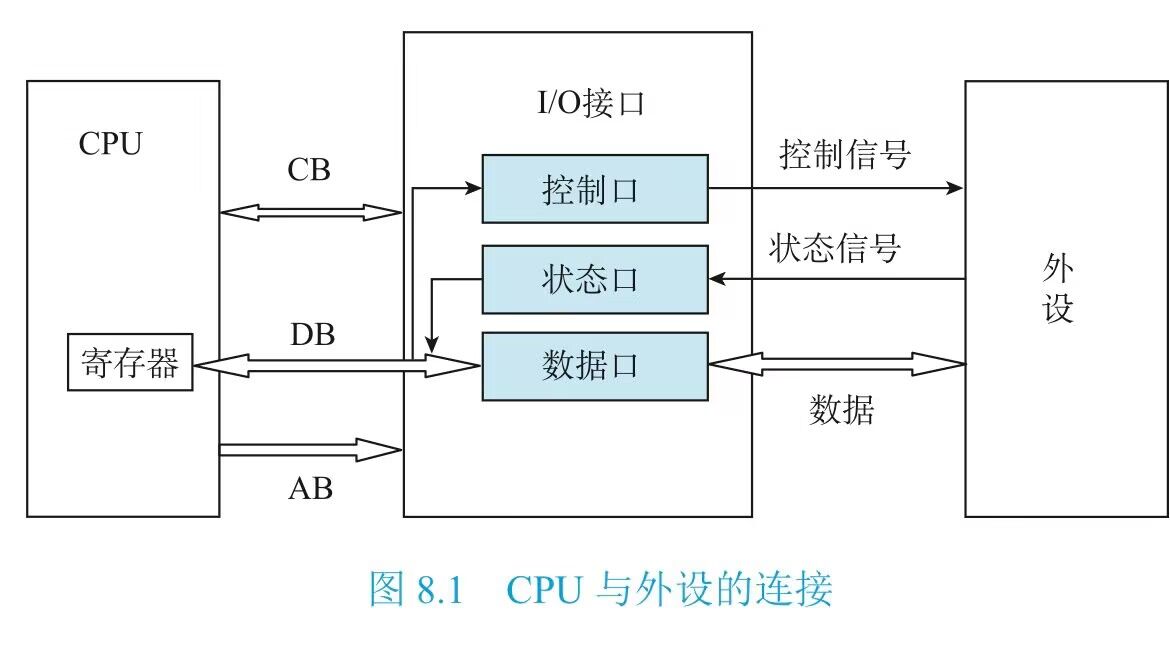 I/O接口
CPU
CB
控制口
控制信号
状态口
状态信号
外
设
DB
寄存器
数据口
数据
AB
图 8.1 CPU 与外设的连接